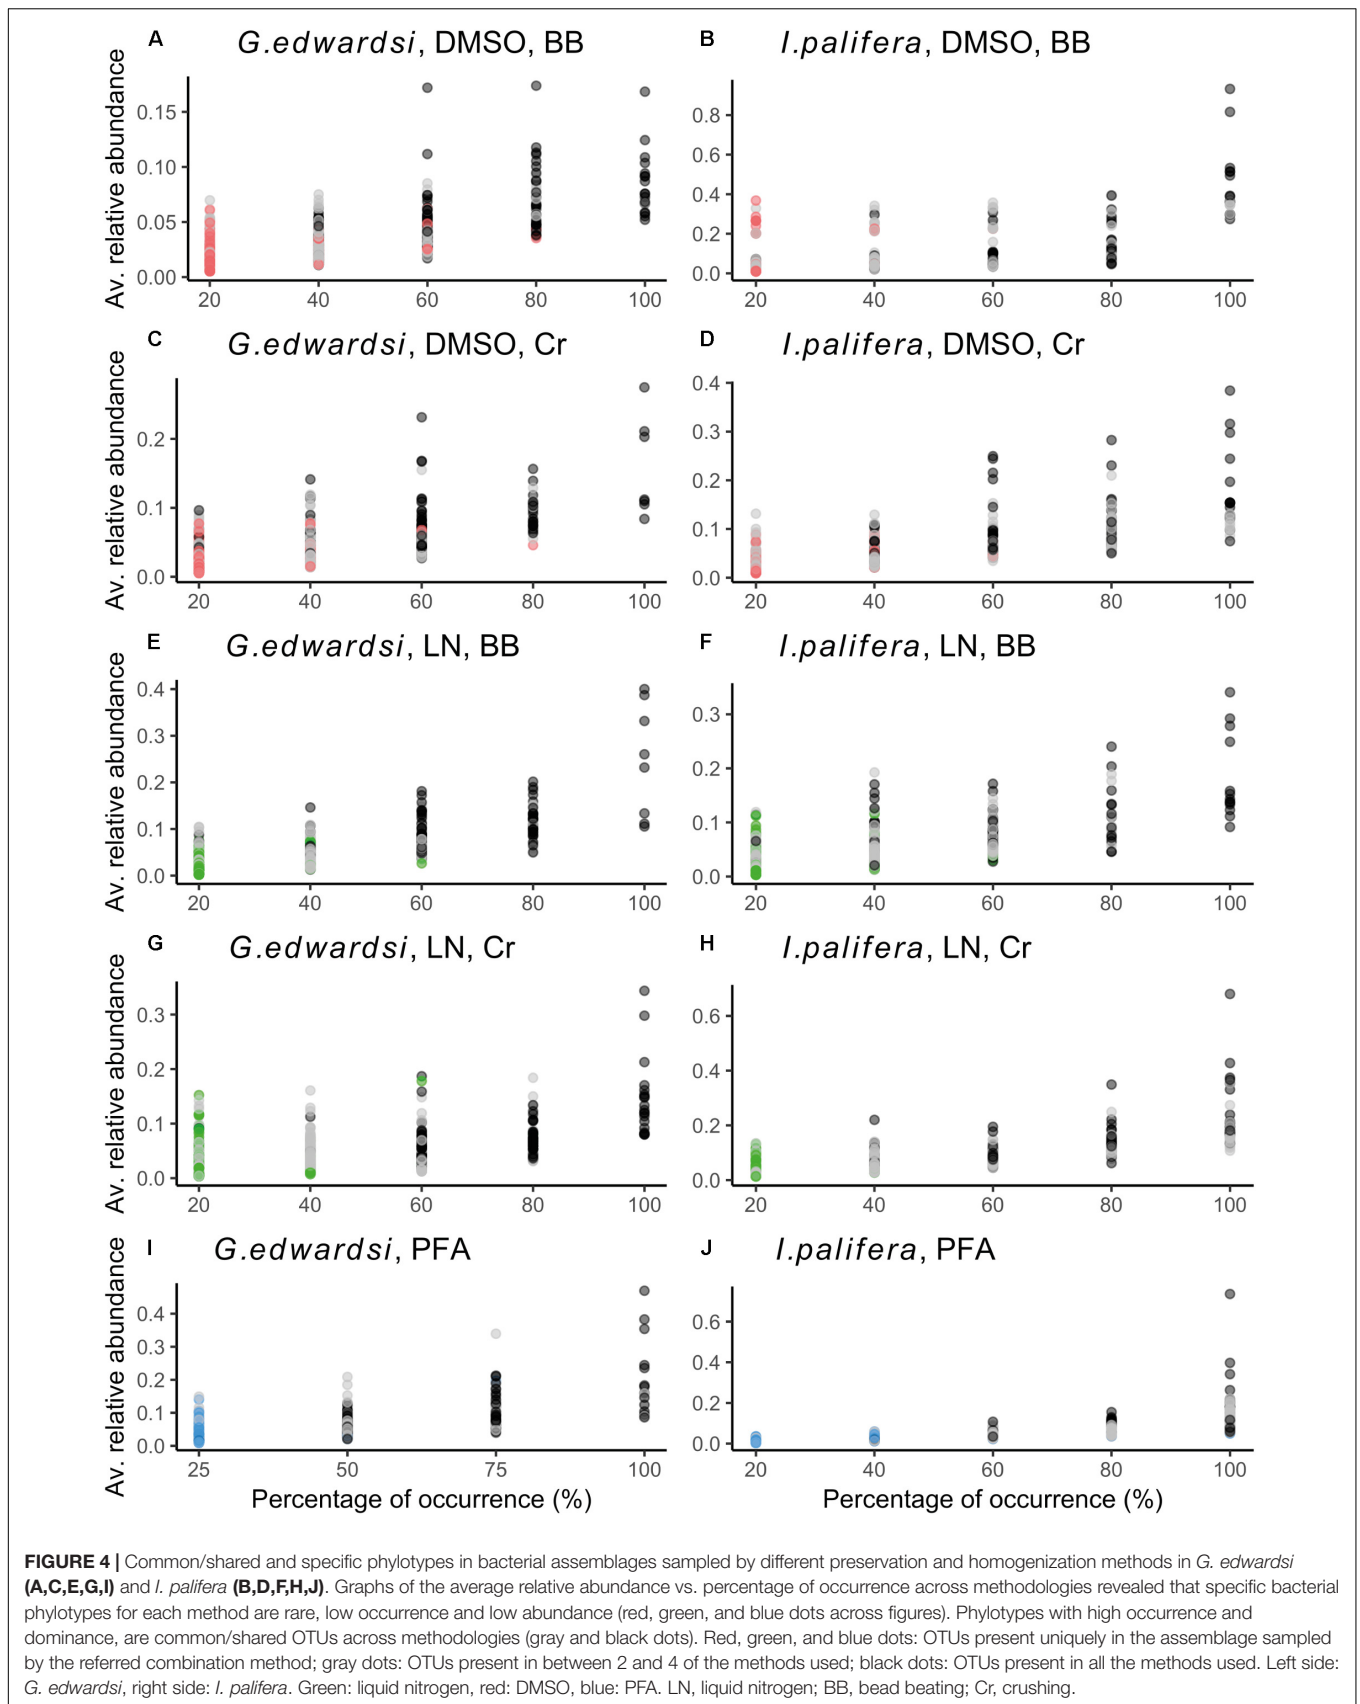 A G.edwardsi, DMSO, BB
Av. relative abundance
0.15
0.10
0.05
0.00
20 40 60 80 100
B I.palifera, DMSO, BB
0.8
0.6
0.4
0.2
0.0
20 40 60 80 100
C G.edwardsi, DMSO, Cr
Av. relative abundance
0.2
0.1
0.0
20 40 60 80 100
D I.palifera, DMSO, Cr
0.4
0.3
0.2
0.1
0.0
20 40 60 80 100
E G.edwardsi, LN, BB
Av. relative abundance
0.4
0.3
0.2
0.1
0.0
20 40 60 80 100
F I.palifera, LN, BB
0.3
0.2
0.1
0.0
20 40 60 80 100
G G.edwardsi, LN, Cr
Av. relative abundance
0.3
0.2
0.1
0.0
20 40 60 80 100
H I.palifera, LN, Cr
0.6
0.4
0.2
0.0
20 40 60 80 100
I G.edwardsi, PFA
Av. relative abundance
0.4
0.3
0.2
0.1
0.0
25 50 75 100
Percentage of occurrence (%)
J I.palifera, PFA
0.6
0.4
0.2
0.0
20 40 60 80 100
Percentage of occurrence (%)
FIGURE 4 | Common/shared and specific phylotypes in bacterial assemblages sampled by different preservation and homogenization methods in G. edwardsi
(A,C,E,G,I) and I. palifera (B,D,F,H,J). Graphs of the average relative abundance vs. percentage of occurrence across methodologies revealed that specific bacterial
phylotypes for each method are rare, low occurrence and low abundance (red, green, and blue dots across figures). Phylotypes with high occurrence and
dominance, are common/shared OTUs across methodologies (gray and black dots). Red, green, and blue dots: OTUs present uniquely in the assemblage sampled
by the referred combination method; gray dots: OTUs present in between 2 and 4 of the methods used; black dots: OTUs present in all the methods used. Left side:
G. edwardsi, right side: I. palifera. Green: liquid nitrogen, red: DMSO, blue: PFA. LN, liquid nitrogen; BB, bead beating; Cr, crushing.